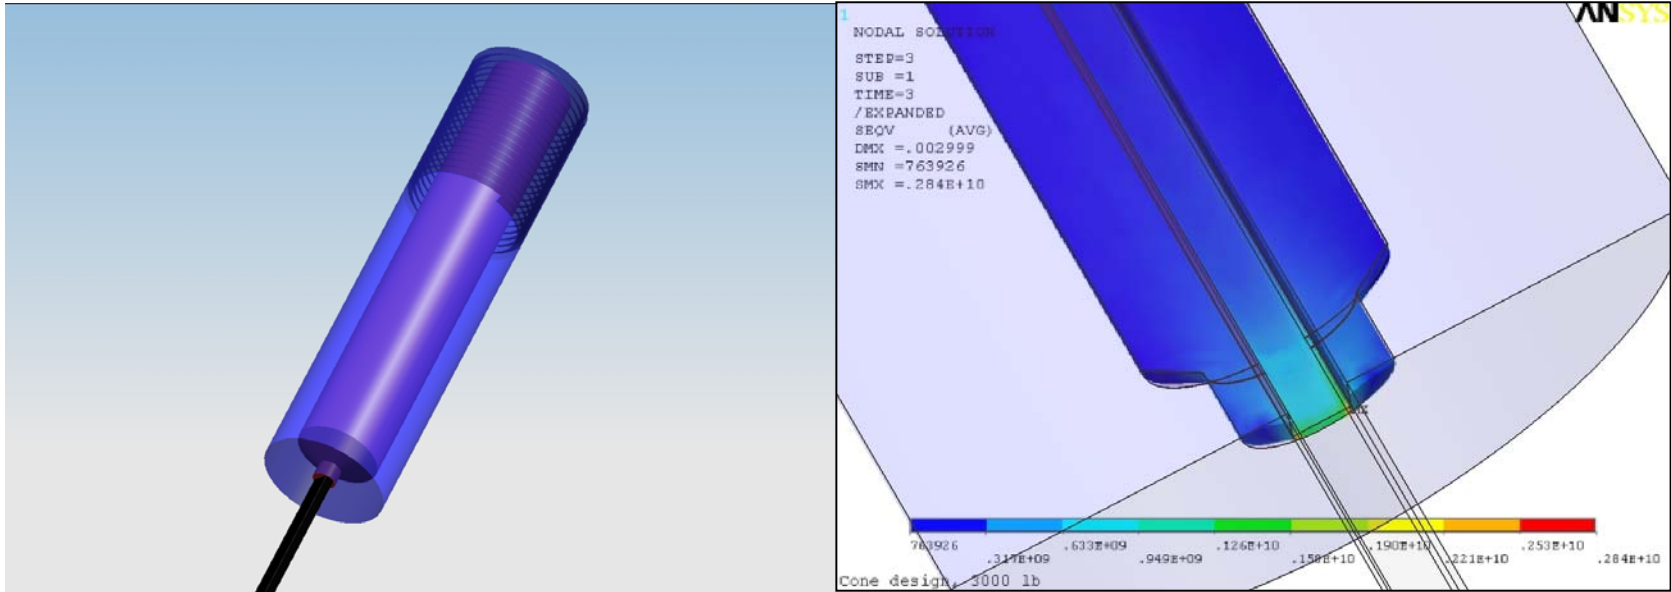 1
ANSYS
NODAL SOLUTION
STEP=3
SUB =1
TIME=3
/EXPANDED
SEQV (AVG)
DMX =.002999
SMN =763926
SMX =.284E+10
MX
763926 .317E+09 .633E+09 .949E+09 .126E+10 .158E+10 .190E+10 .221E+10 .253E+10 .284E+10
Cone design, 3000 lb